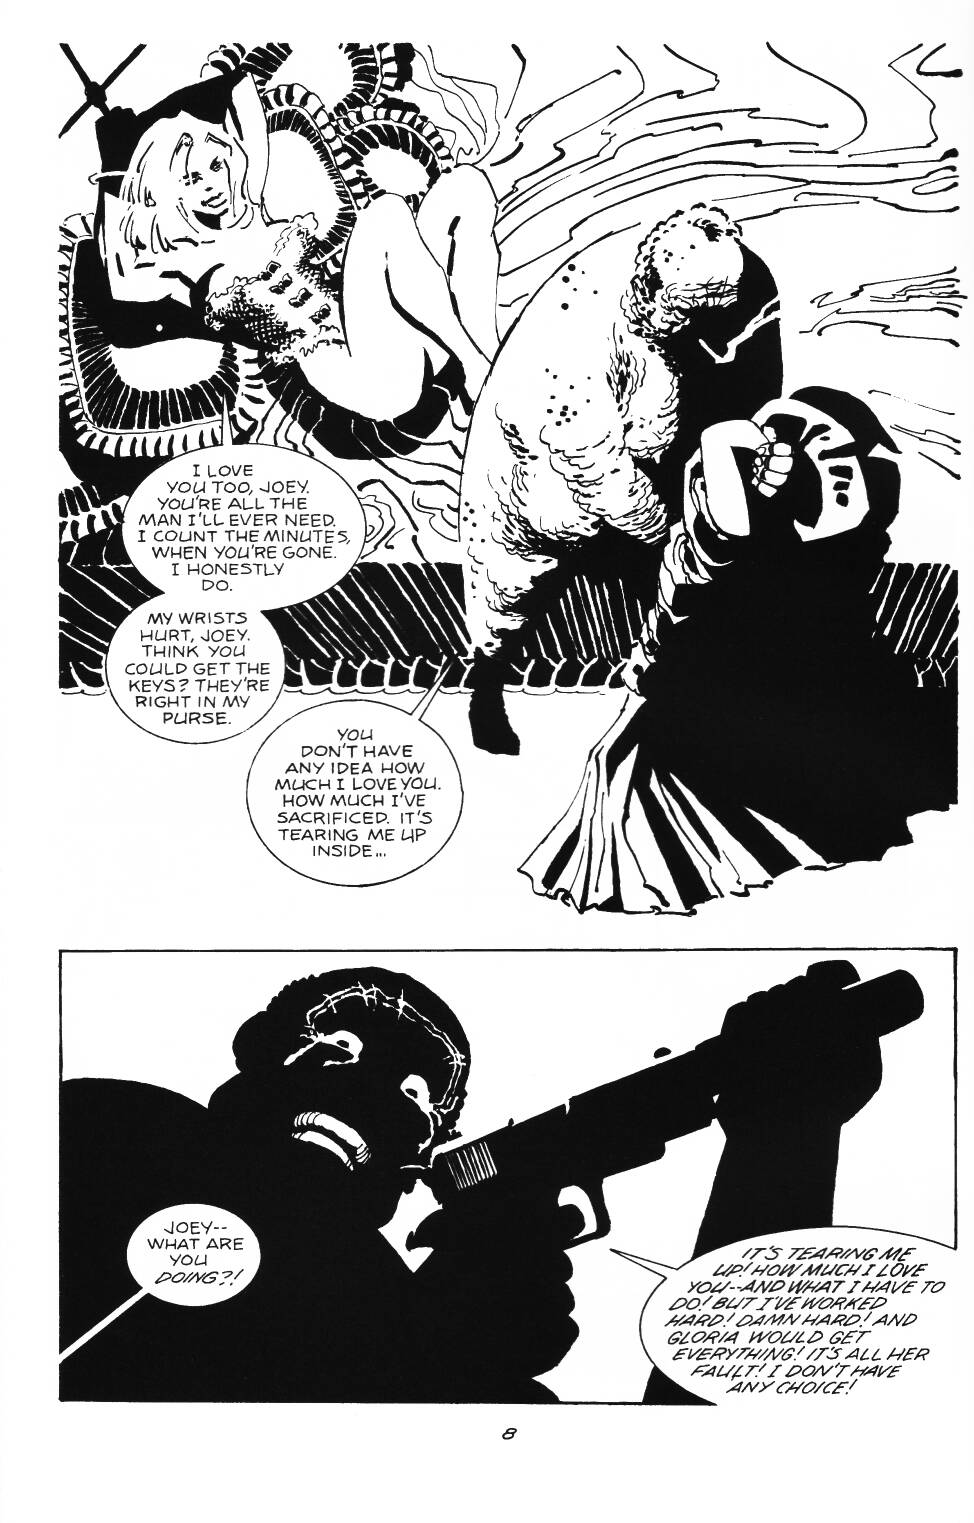 I LOVE
YOU TOO, JOEY.
YOU'RE ALL THE
MAN I'LL EVER NEED.
I COUNT THE MINUTES,
WHEN YOU'RE GONE.
I HONESTLY
DO.
MY WRISTS
HURT, JOEY.
THINK YOU
COULD GET THE
KEYS? THEY'RE
RIGHT IN MY
PURSE.
YOU
DON'T HAVE
ANY IDEA HOW
MUCH I LOVE YOU.
HOW MUCH I'VE
SACRIFICED. IT'S
TEARING ME UP
INSIDE...
JOEY--
WHAT ARE
YOU
DOING?!
IT'S TEARING ME
UP! HOW MUCH I LOVE
YOU--AND WHAT I HAVE TO
DO! BUT I'VE WORKED
HARD! DAMN HARD! AND
GLORIA WOULD GET
EVERYTHING! IT'S ALL HER
FAULT! I DON'T HAVE
ANY CHOICE!
8